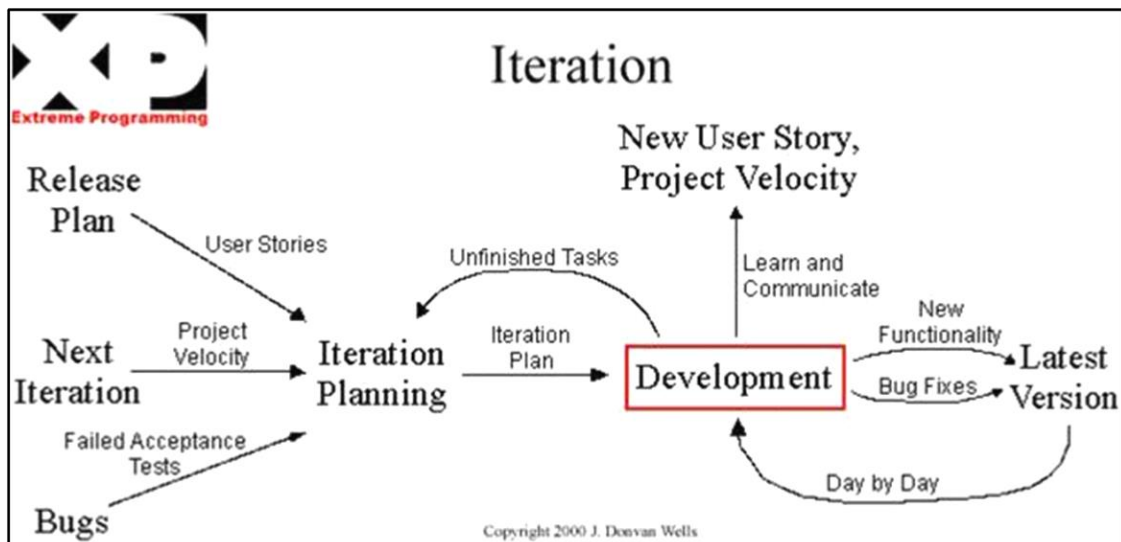 XP
Extreme Programming
Iteration
New User Story,
Project Velocity
Release
Plan
User Stories
Unfinished Tasks
Learn and
Communicate
New
Functionality
Next
Iteration
Project
Velocity
Iteration
Planning
Iteration
Plan
Development
Bug Fixes
Latest
Version
Failed Acceptance
Tests
Day by Day
Bugs
Copyright 2000 J. Donvan Wells